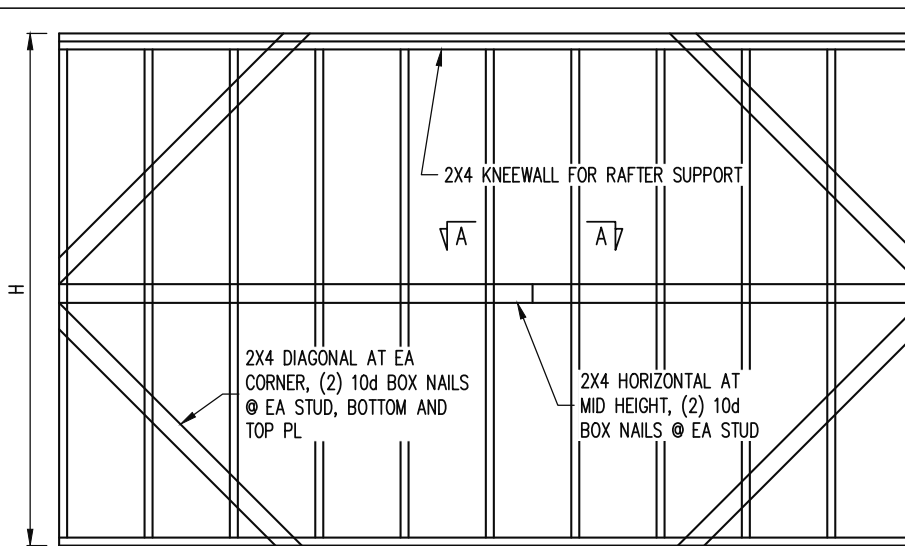 2X4 KNEEWALL FOR RAFTER SUPPORT
A A
H
2X4 DIAGONAL AT EA
CORNER, (2) 10d BOX NAILS
@ EA STUD, BOTTOM AND
TOP PL
2X4 HORIZONTAL AT
MID HEIGHT, (2) 10d
BOX NAILS @ EA STUD